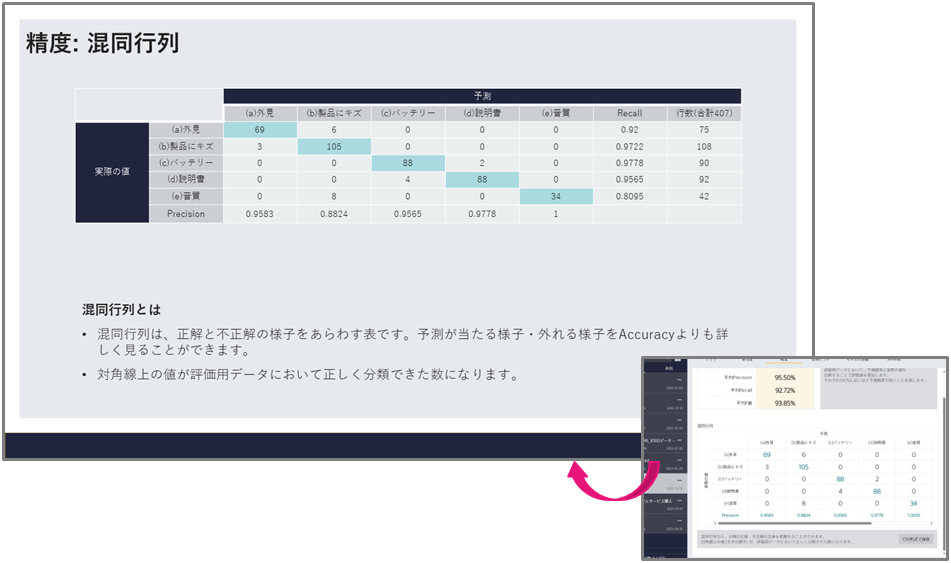 精度: 混同行列
予測
(a)外見 (b)製品にキズ (c)バッテリー (d)説明書 (e)音質 Recall 行数(合計407)
実際の値
(a)外見 69 6 0 0 0 0.92 75
(b)製品にキズ 3 105 0 0 0 0.9722 108
(c)バッテリー 0 0 88 2 0 0.9778 90
(d)説明書 0 0 4 88 0 0.9565 92
(e)音質 0 8 0 0 34 0.8095 42
Precision 0.9583 0.8824 0.9565 0.9778 1
混同行列とは
• 混同行列は、正解と不正解の様子をあらわす表です。予測が当たる様子・外れる様子をAccuracyよりも詳
しく見ることができます。
• 対角線上の値が評価用データにおいて正しく分類できた数になります。
平均Precision 95.50%
平均Recall 92.72%
平均F値 93.85%
混同行列
予測
(a)外見 (b)製品にキズ (c)バッテリー (d)説明書 (e)音質
(a)外見 69 6 0 0 0
(b)製品にキズ 3 105 0 0 0
(c)バッテリー 0 0 88 2 0
(d)説明書 0 0 4 88 0
(e)音質 0 8 0 0 34
Precision 0.9583 0.8824 0.9565 0.9778 1.0000